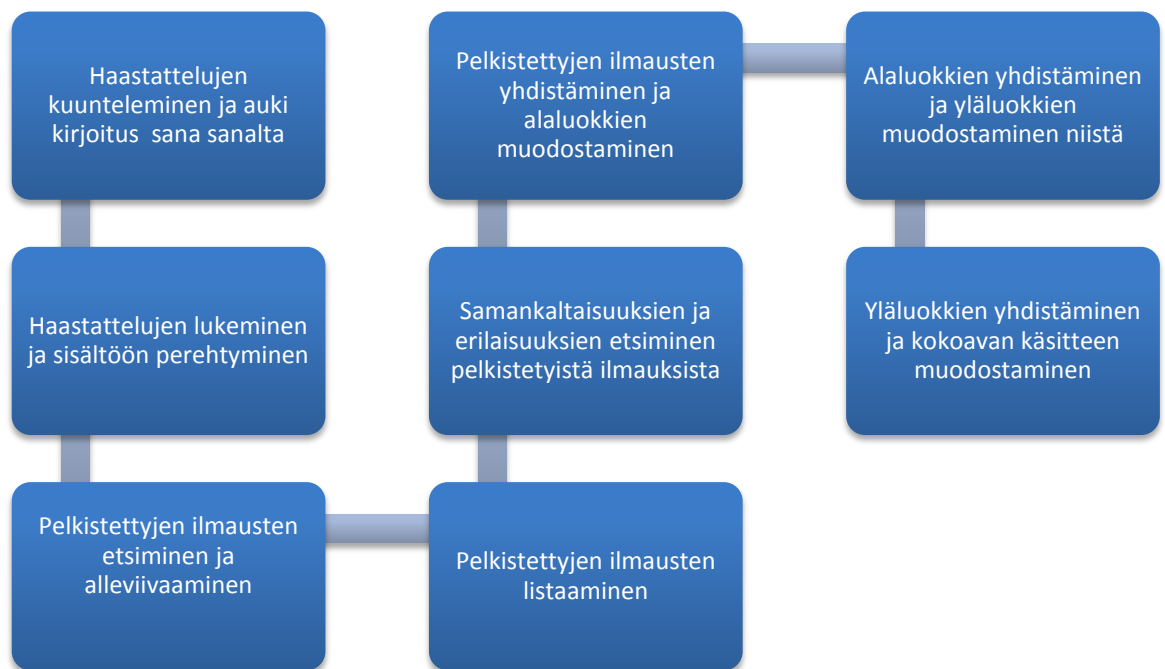 Haastattelujen
kuunteleminen ja auki
kirjoitus sana sanalta
Haastattelujen lukeminen
ja sisältöön perehtyminen
Pelkistettyjen ilmausten
etsiminen ja
alleviivaaminen
Pelkistettyjen ilmausten
listaaminen
Samankaltaisuuksien ja
erilaisuuksien etsiminen
pelkistetyistä ilmauksista
Pelkistettyjen ilmausten
yhdistäminen ja
alaluokkien
muodostaminen
Alaluokkien yhdistäminen
ja yläluokkien
muodostaminen niistä
Yläluokkien yhdistäminen
ja kokoavan käsitteen
muodostaminen